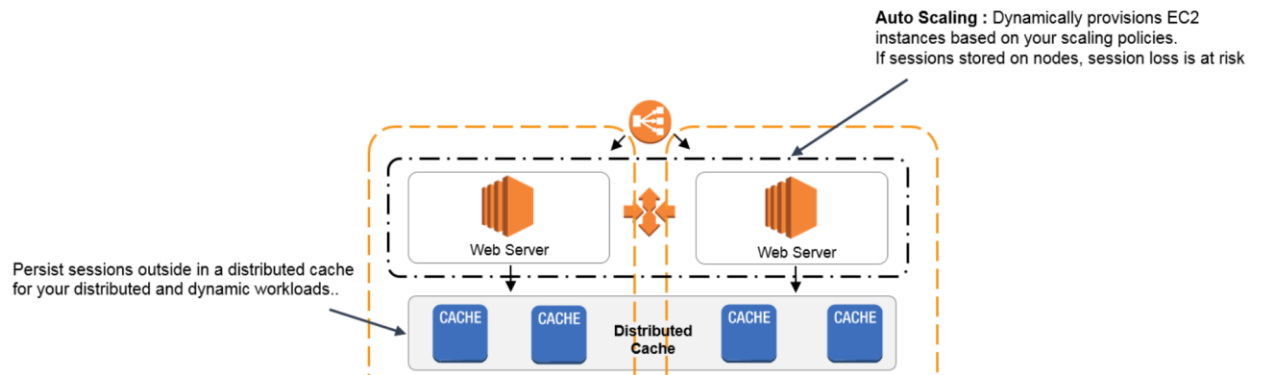 Auto Scaling : Dynamically provisions EC2
instances based on your scaling policies.
If sessions stored on nodes, session loss is at risk
Web Server
Web Server
Persist sessions outside in a distributed cache
for your distributed and dynamic workloads..
CACHE
CACHE
Distributed
Cache
CACHE
CACHE